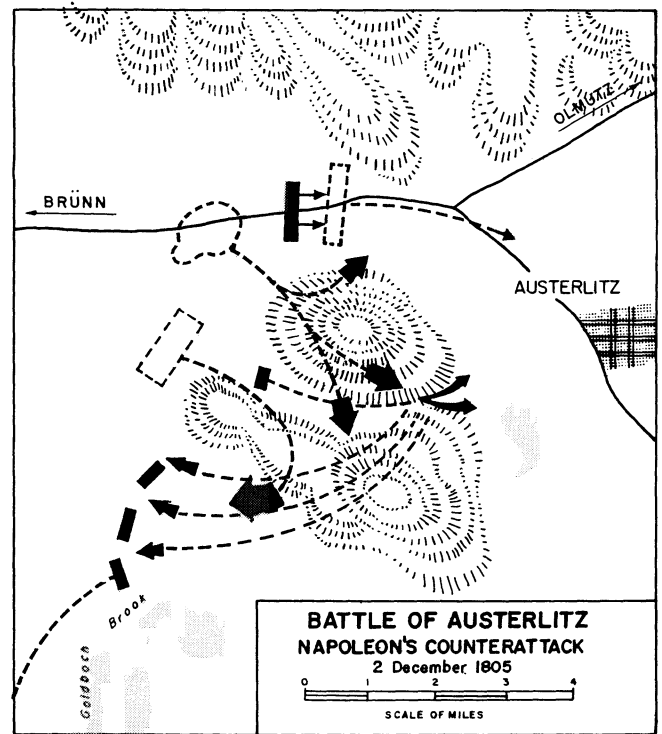 OLMUTZ
BRÜNN
AUSTERLITZ
Brook
Goldbach
BATTLE OF AUSTERLITZ
NAPOLEON'S COUNTERATTACK
2 December 1805
0 1 2 3 4
SCALE OF MILES